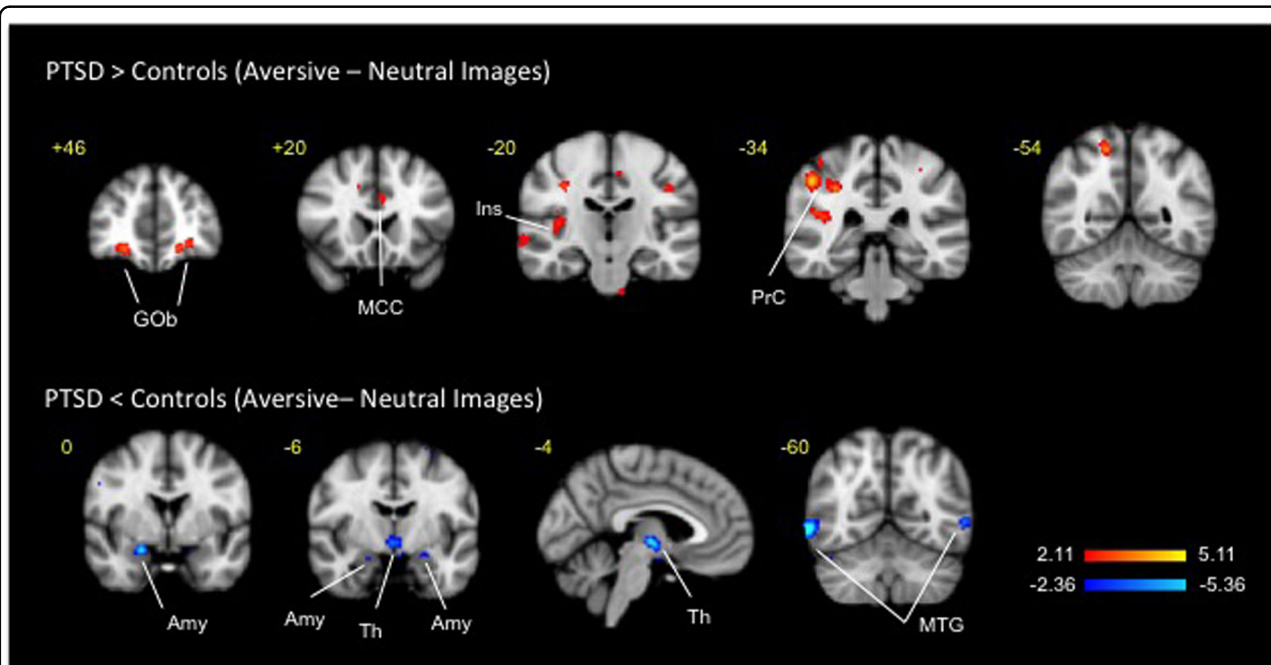 PTSD > Controls (Aversive – Neutral Images)
+46
+20
-20
-34
-54
Ins
GOb
MCC
PrC
PTSD < Controls (Aversive– Neutral Images)
0
-6
-4
-60
2.11 5.11
-2.36 -5.36
Amy
Amy
Th
Amy
Th
MTG